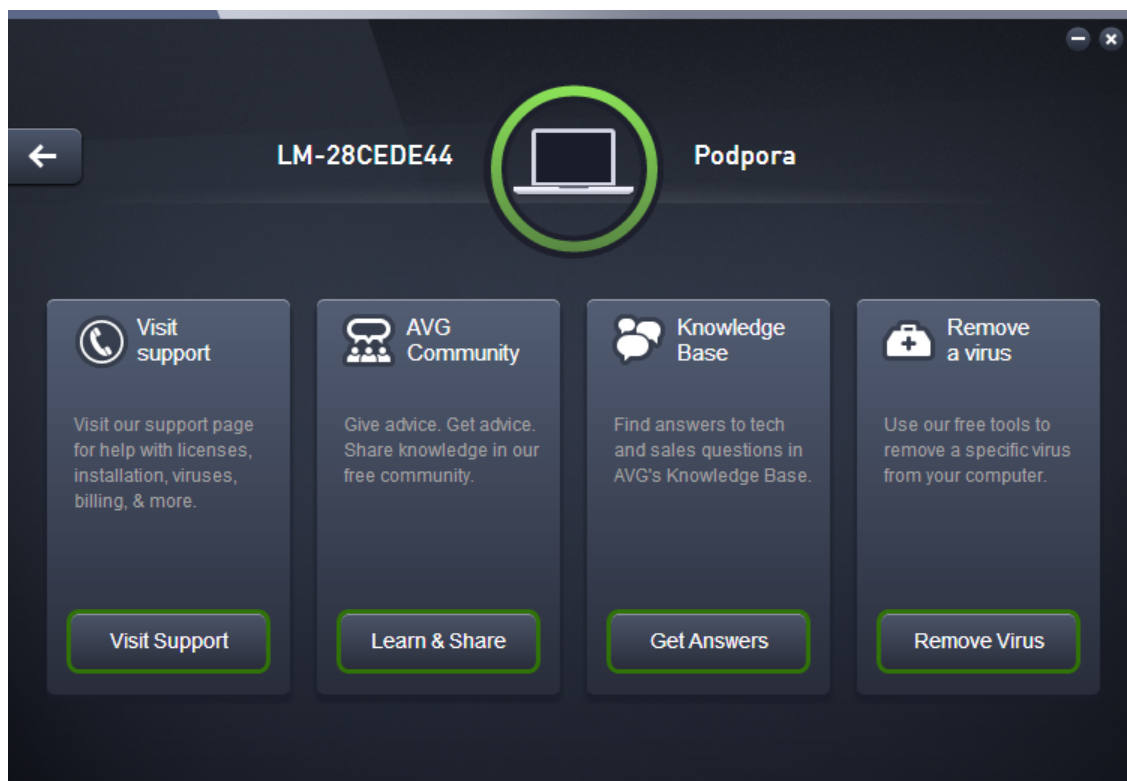 LM-28CEDE44
Podpora
Visit
support
Visit our support page
for help with licenses,
installation, viruses,
billing, & more.
Visit Support
AVG
Community
Give advice. Get advice.
Share knowledge in our
free community.
Learn & Share
Knowledge
Base
Find answers to tech
and sales questions in
AVG's Knowledge Base.
Get Answers
Remove
a virus
Use our free tools to
remove a specific virus
from your computer.
Remove Virus